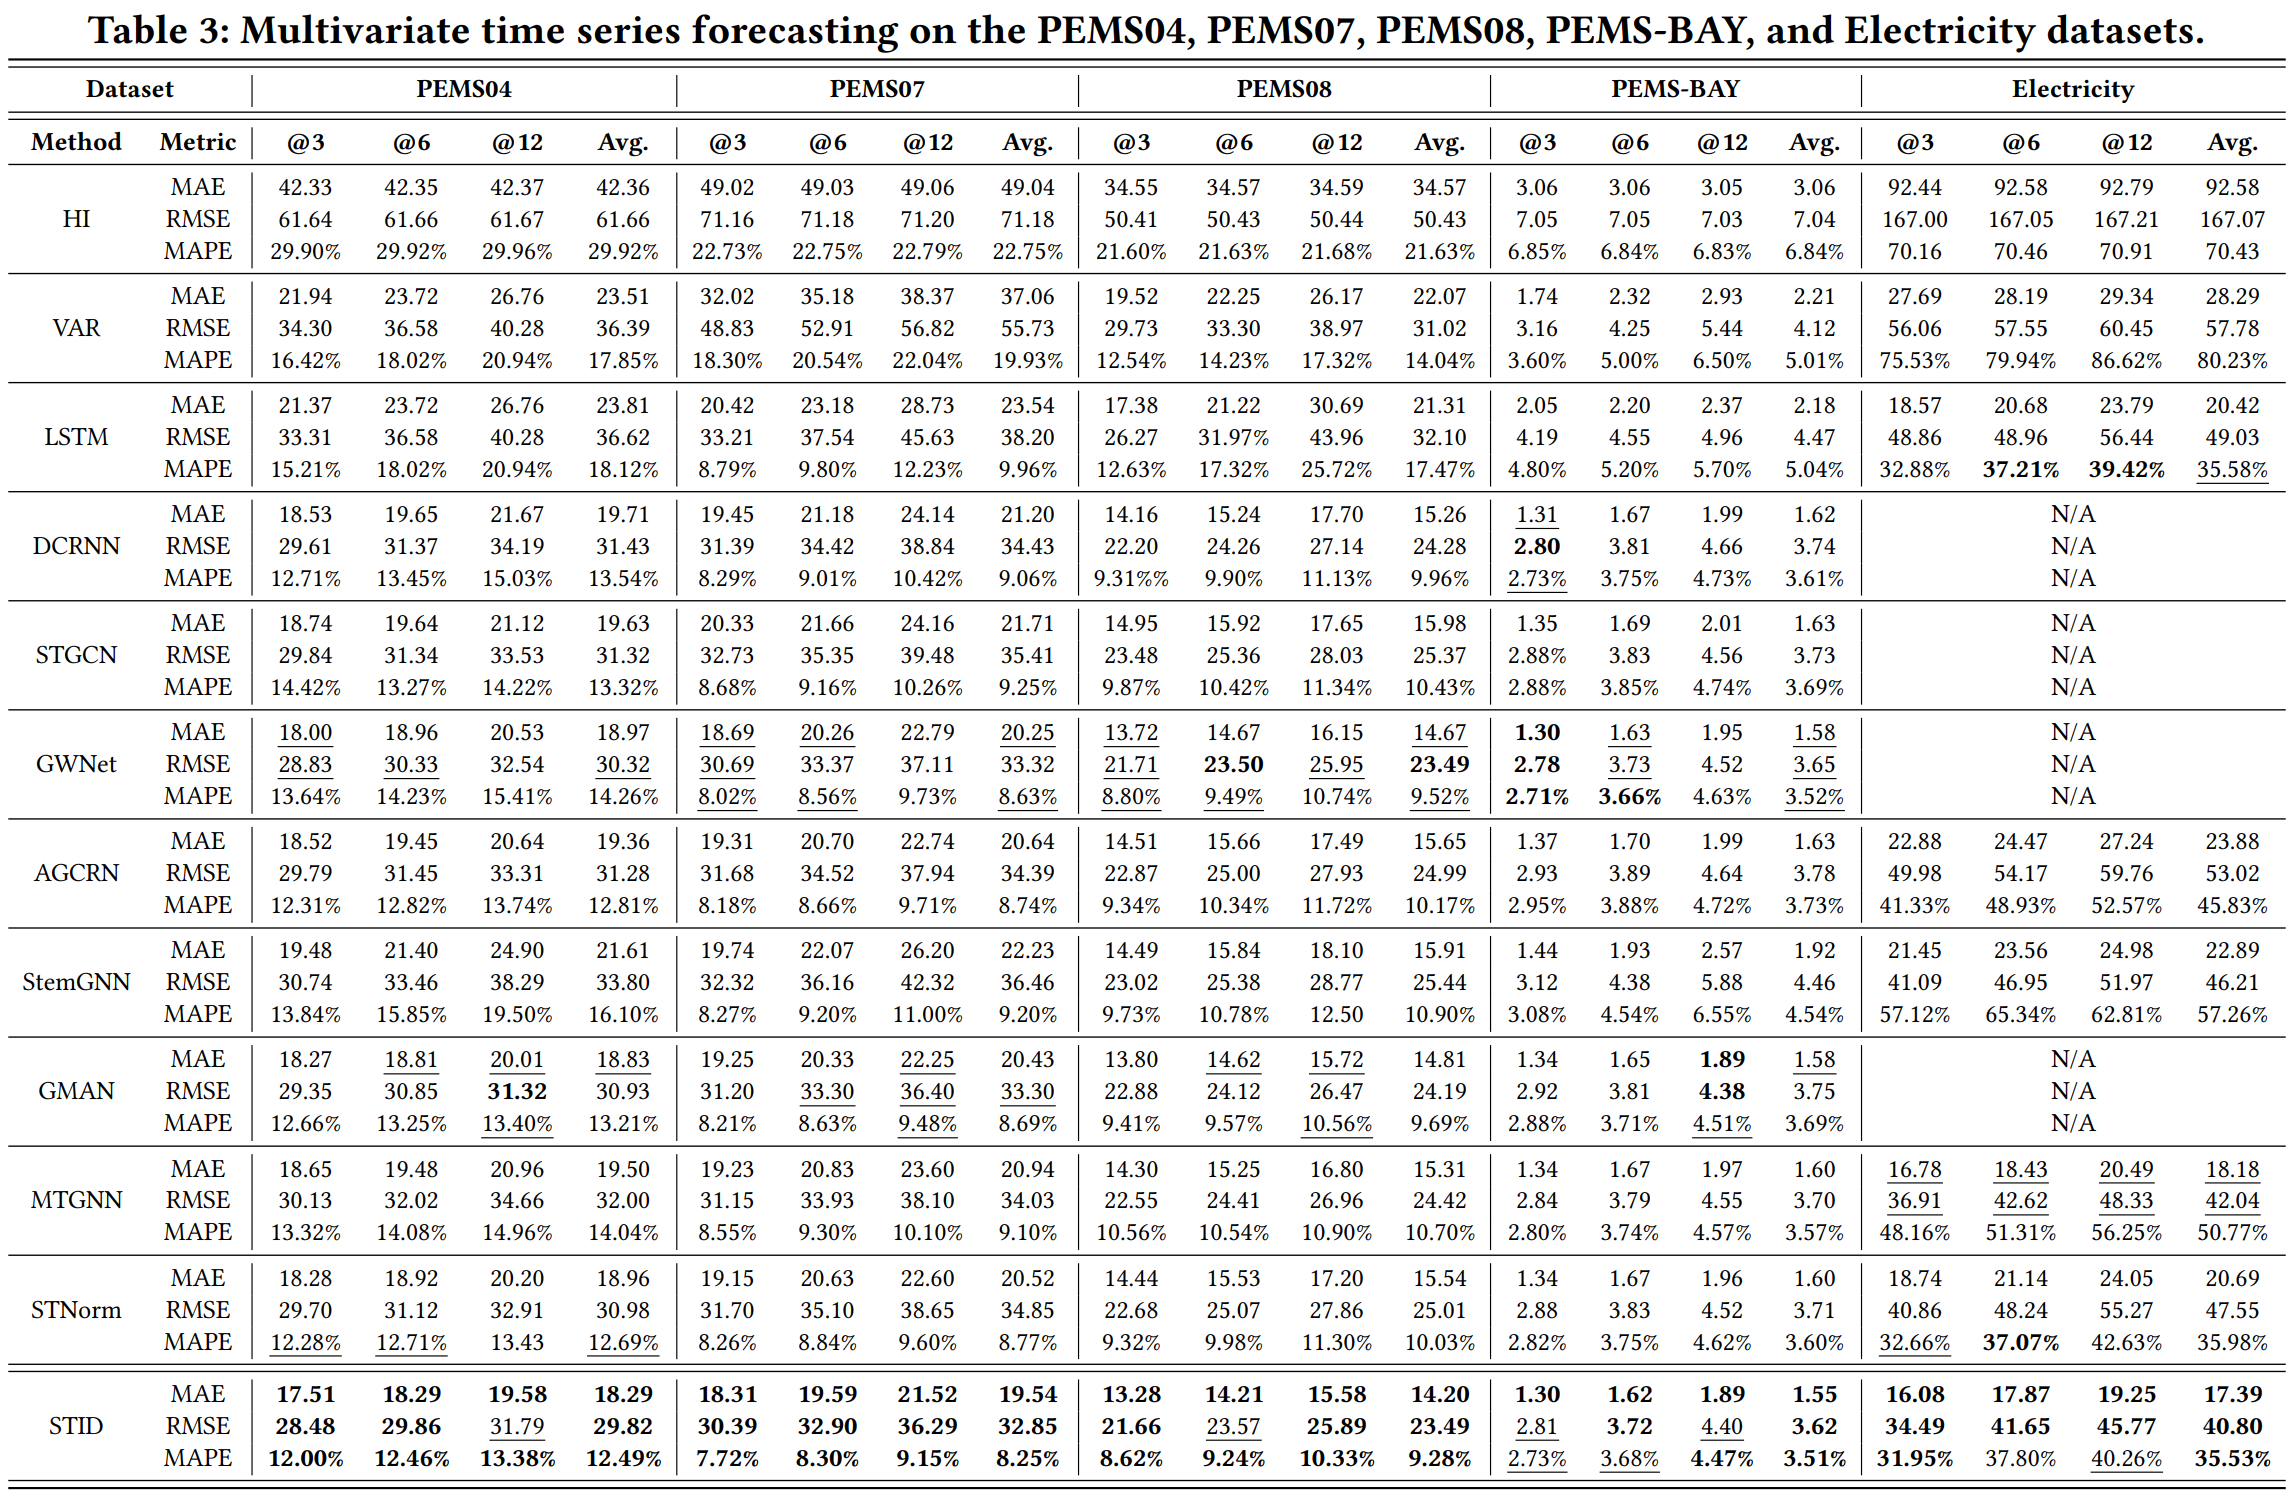 Table 3: Multivariate time series forecasting on the PEMS04, PEMS07, PEMS08, PEMS-BAY, and Electricity datasets.
Dataset PEMS04 PEMS07 PEMS08 PEMS-BAY Electricity
Method Metric @3 @6 @12 Avg. @3 @6 @12 Avg. @3 @6 @12 Avg. @3 @6 @12 Avg. @3 @6 @12 Avg.
MAE 42.33 42.35 42.37 42.36 49.02 49.03 49.06 49.04 34.55 34.57 34.59 34.57 3.06 3.06 3.05 3.06 92.44 92.58 92.79 92.58
HI RMSE 61.64 61.66 61.67 61.66 71.16 71.18 71.20 71.18 50.41 50.43 50.44 50.43 7.05 7.05 7.03 7.04 167.00 167.05 167.21 167.07
MAPE 29.90% 29.92% 29.96% 29.92% 22.73% 22.75% 22.79% 22.75% 21.60% 21.63% 21.68% 21.63% 6.85% 6.84% 6.83% 6.84% 70.16 70.46 70.91 70.43
MAE 21.94 23.72 26.76 23.51 32.02 35.18 38.37 37.06 19.52 22.25 26.17 22.07 1.74 2.32 2.93 2.21 27.69 28.19 29.34 28.29
VAR RMSE 34.30 36.58 40.28 36.39 48.83 52.91 56.82 55.73 29.73 33.30 38.97 31.02 3.16 4.25 5.44 4.12 56.06 57.55 60.45 57.78
MAPE 16.42% 18.02% 20.94% 17.85% 18.30% 20.54% 22.04% 19.93% 12.54% 14.23% 17.32% 14.04% 3.60% 5.00% 6.50% 5.01% 75.53% 79.94% 86.62% 80.23%
MAE 21.37 23.72 26.76 23.81 20.42 23.18 28.73 23.54 17.38 21.22 30.69 21.31 2.05 2.20 2.37 2.18 18.57 20.68 23.79 20.42
LSTM RMSE 33.31 36.58 40.28 36.62 33.21 37.54 45.63 38.20 26.27 31.97% 43.96 32.10 4.19 4.55 4.96 4.47 48.86 48.96 56.44 49.03
MAPE 15.21% 18.02% 20.94% 18.12% 8.79% 9.80% 12.23% 9.96% 12.63% 17.32% 25.72% 17.47% 4.80% 5.20% 5.70% 5.04% 32.88% 37.21% 39.42% 35.58%
MAE 18.53 19.65 21.67 19.71 19.45 21.18 24.14 21.20 14.16 15.24 17.70 15.26 1.31 1.67 1.99 1.62 N/A
DCRNN RMSE 29.61 31.37 34.19 31.43 31.39 34.42 38.84 34.43 22.20 24.26 27.14 24.28 2.80 3.81 4.66 3.74 N/A
MAPE 12.71% 13.45% 15.03% 13.54% 8.29% 9.01% 10.42% 9.06% 9.31%% 9.90% 11.13% 9.96% 2.73% 3.75% 4.73% 3.61% N/A
MAE 18.74 19.64 21.12 19.63 20.33 21.66 24.16 21.71 14.95 15.92 17.65 15.98 1.35 1.69 2.01 1.63 N/A
STGCN RMSE 29.84 31.34 33.53 31.32 32.73 35.35 39.48 35.41 23.48 25.36 28.03 25.37 2.88% 3.83 4.56 3.73 N/A
MAPE 14.42% 13.27% 14.22% 13.32% 8.68% 9.16% 10.26% 9.25% 9.87% 10.42% 11.34% 10.43% 2.88% 3.85% 4.74% 3.69% N/A
MAE 18.00 18.96 20.53 18.97 18.69 20.26 22.79 20.25 13.72 14.67 16.15 14.67 1.30 1.63 1.95 1.58 N/A
GWNet RMSE 28.83 30.33 32.54 30.32 30.69 33.37 37.11 33.32 21.71 23.50 25.95 23.49 2.78 3.73 4.52 3.65 N/A
MAPE 13.64% 14.23% 15.41% 14.26% 8.02% 8.56% 9.73% 8.63% 8.80% 9.49% 10.74% 9.52% 2.71% 3.66% 4.63% 3.52% N/A
MAE 18.52 19.45 20.64 19.36 19.31 20.70 22.74 20.64 14.51 15.66 17.49 15.65 1.37 1.70 1.99 1.63 22.88 24.47 27.24 23.88
AGCRN RMSE 29.79 31.45 33.31 31.28 31.68 34.52 37.94 34.39 22.87 25.00 27.93 24.99 2.93 3.89 4.64 3.78 49.98 54.17 59.76 53.02
MAPE 12.31% 12.82% 13.74% 12.81% 8.18% 8.66% 9.71% 8.74% 9.34% 10.34% 11.72% 10.17% 2.95% 3.88% 4.72% 3.73% 41.33% 48.93% 52.57% 45.83%
MAE 19.48 21.40 24.90 21.61 19.74 22.07 26.20 22.23 14.49 15.84 18.10 15.91 1.44 1.93 2.57 1.92 21.45 23.56 24.98 22.89
StemGNN RMSE 30.74 33.46 38.29 33.80 32.32 36.16 42.32 36.46 23.02 25.38 28.77 25.44 3.12 4.38 5.88 4.46 41.09 46.95 51.97 46.21
MAPE 13.84% 15.85% 19.50% 16.10% 8.27% 9.20% 11.00% 9.20% 9.73% 10.78% 12.50 10.90% 3.08% 4.54% 6.55% 4.54% 57.12% 65.34% 62.81% 57.26%
MAE 18.27 18.81 20.01 18.83 19.25 20.33 22.25 20.43 13.80 14.62 15.72 14.81 1.34 1.65 1.89 1.58 N/A
GMAN RMSE 29.35 30.85 31.32 30.93 31.20 33.30 36.40 33.30 22.88 24.12 26.47 24.19 2.92 3.81 4.38 3.75 N/A
MAPE 12.66% 13.25% 13.40% 13.21% 8.21% 8.63% 9.48% 8.69% 9.41% 9.57% 10.56% 9.69% 2.88% 3.71% 4.51% 3.69% N/A
MAE 18.65 19.48 20.96 19.50 19.23 20.83 23.60 20.94 14.30 15.25 16.80 15.31 1.34 1.67 1.97 1.60 16.78 18.43 20.49 18.18
MTGNN RMSE 30.13 32.02 34.66 32.00 31.15 33.93 38.10 34.03 22.55 24.41 26.96 24.42 2.84 3.79 4.55 3.70 36.91 42.62 48.33 42.04
MAPE 13.32% 14.08% 14.96% 14.04% 8.55% 9.30% 10.10% 9.10% 10.56% 10.54% 10.90% 10.70% 2.80% 3.74% 4.57% 3.57% 48.16% 51.31% 56.25% 50.77%
MAE 18.28 18.92 20.20 18.96 19.15 20.63 22.60 20.52 14.44 15.53 17.20 15.54 1.34 1.67 1.96 1.60 18.74 21.14 24.05 20.69
STNorm RMSE 29.70 31.12 32.91 30.98 31.70 35.10 38.65 34.85 22.68 25.07 27.86 25.01 2.88 3.83 4.52 3.71 40.86 48.24 55.27 47.55
MAPE 12.28% 12.71% 13.43 12.69% 8.26% 8.84% 9.60% 8.77% 9.32% 9.98% 11.30% 10.03% 2.82% 3.75% 4.62% 3.60% 32.66% 37.07% 42.63% 35.98%
MAE 17.51 18.29 19.58 18.29 18.31 19.59 21.52 19.54 13.28 14.21 15.58 14.20 1.30 1.62 1.89 1.55 16.08 17.87 19.25 17.39
STID RMSE 28.48 29.86 31.79 29.82 30.39 32.90 36.29 32.85 21.66 23.57 25.89 23.49 2.81 3.72 4.40 3.62 34.49 41.65 45.77 40.80
MAPE 12.00% 12.46% 13.38% 12.49% 7.72% 8.30% 9.15% 8.25% 8.62% 9.24% 10.33% 9.28% 2.73% 3.68% 4.47% 3.51% 31.95% 37.80% 40.26% 35.53%